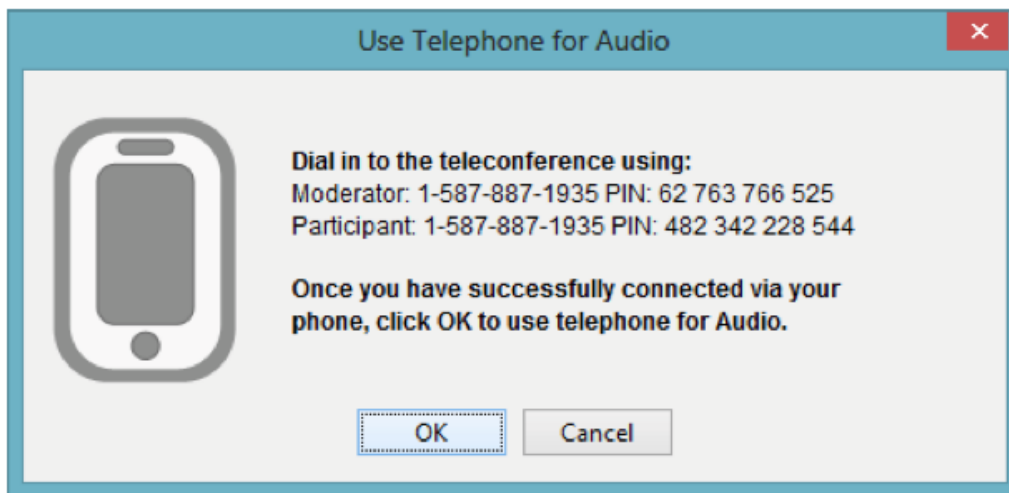 Use Telephone for Audio
Dial in to the teleconference using:
Moderator: 1-587-887-1935 PIN: 62 763 766 525
Participant: 1-587-887-1935 PIN: 482 342 228 544
Once you have successfully connected via your
phone, click OK to use telephone for Audio.
OK
Cancel